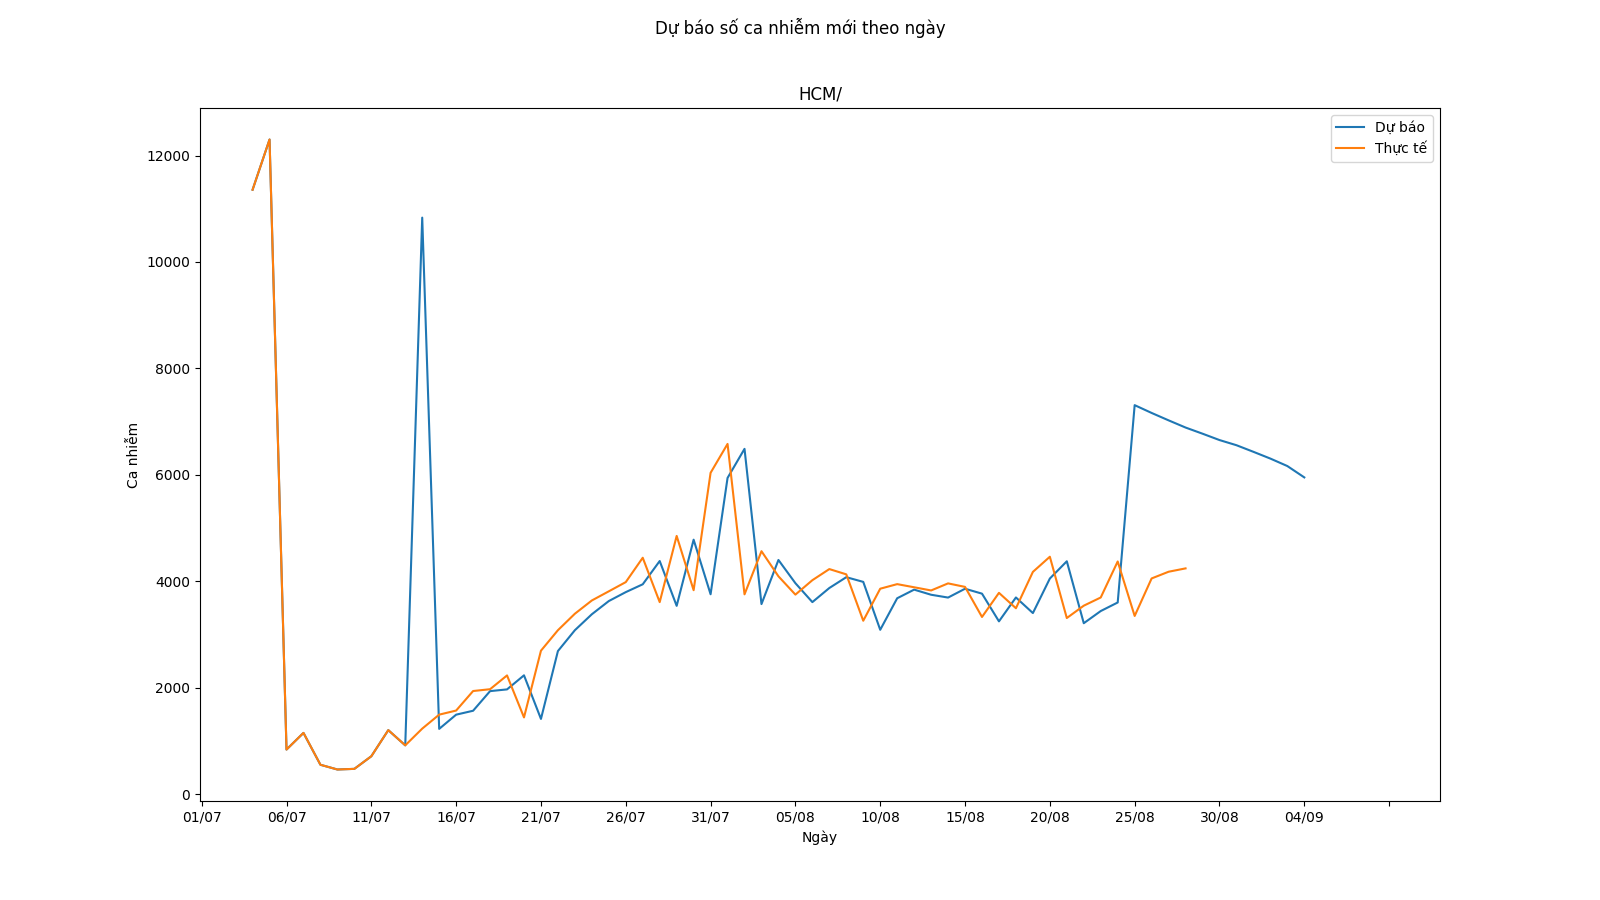 Dự báo số ca nhiễm mới theo ngày
HCM/
Dự báo
Thực tế
12000
10000
8000
6000
4000
2000
0
Ca nhiễm
01/07 06/07 11/07 16/07 21/07 26/07 31/07 05/08 10/08 15/08 20/08 25/08 30/08 04/09
Ngày